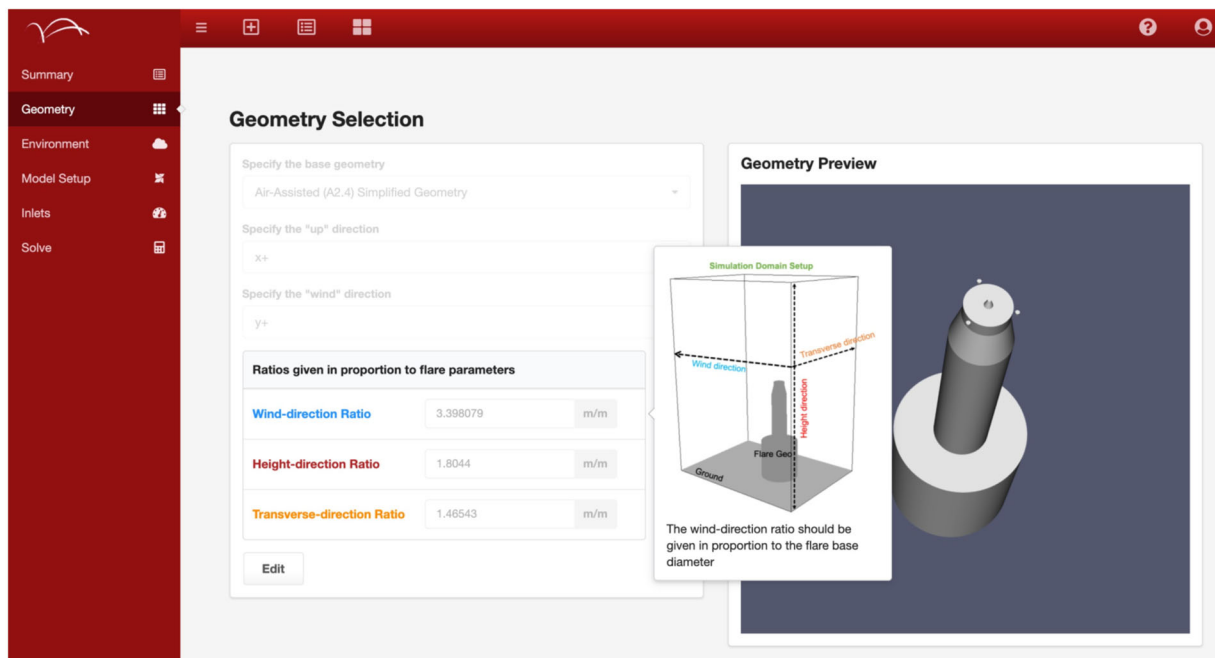 Summary
Geometry
Environment
Model Setup
Inlets
Solve
Geometry Selection
Specify the base geometry
Air-Assisted (A2.4) Simplified Geometry
Specify the "up" direction
x+
Specify the "wind" direction
y+
Ratios given in proportion to flare parameters
Wind-direction Ratio
3.398079
m/m
Height-direction Ratio
1.8044
m/m
Transverse-direction Ratio
1.46543
m/m
Edit
Simulation Domain Setup
Transverse direction
Wind direction
Height direction
Flare Geo
Ground
The wind-direction ratio should be
given in proportion to the flare base
diameter
Geometry Preview